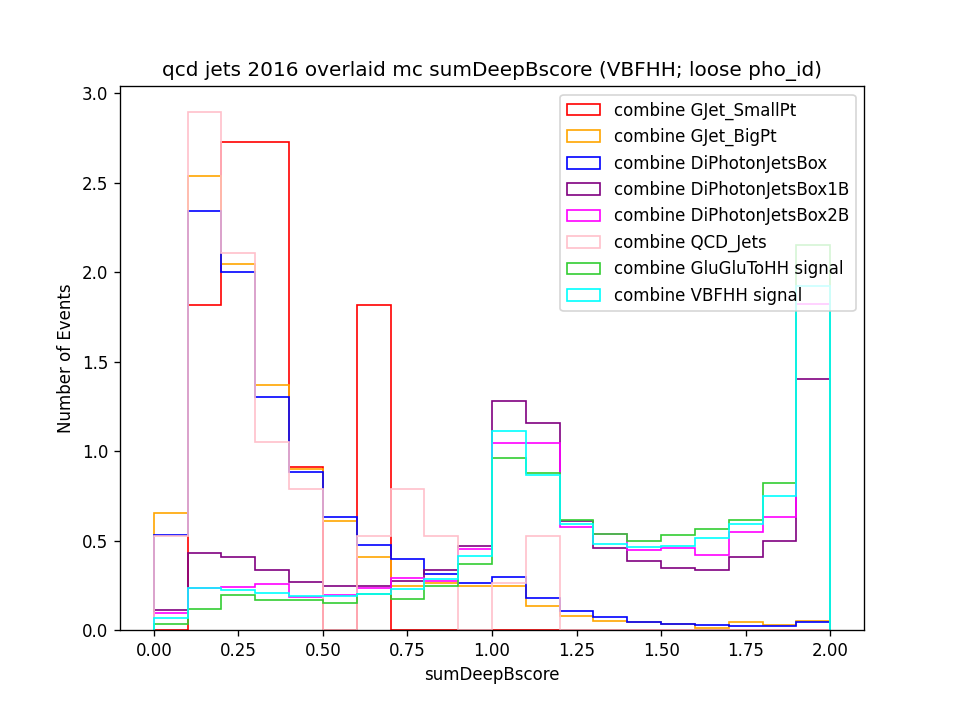 qcd jets 2016 overlaid mc sumDeepBscore (VBFHH; loose pho_id)
3.0
2.5
2.0
1.5
1.0
0.5
0.0
Number of Events
combine GJet_SmallPt
combine GJet_BigPt
combine DiPhotonJetsBox
combine DiPhotonJetsBox1B
combine DiPhotonJetsBox2B
combine QCD_Jets
combine GluGluToHH signal
combine VBFHH signal
0.00 0.25 0.50 0.75 1.00 1.25 1.50 1.75 2.00
sumDeepBscore